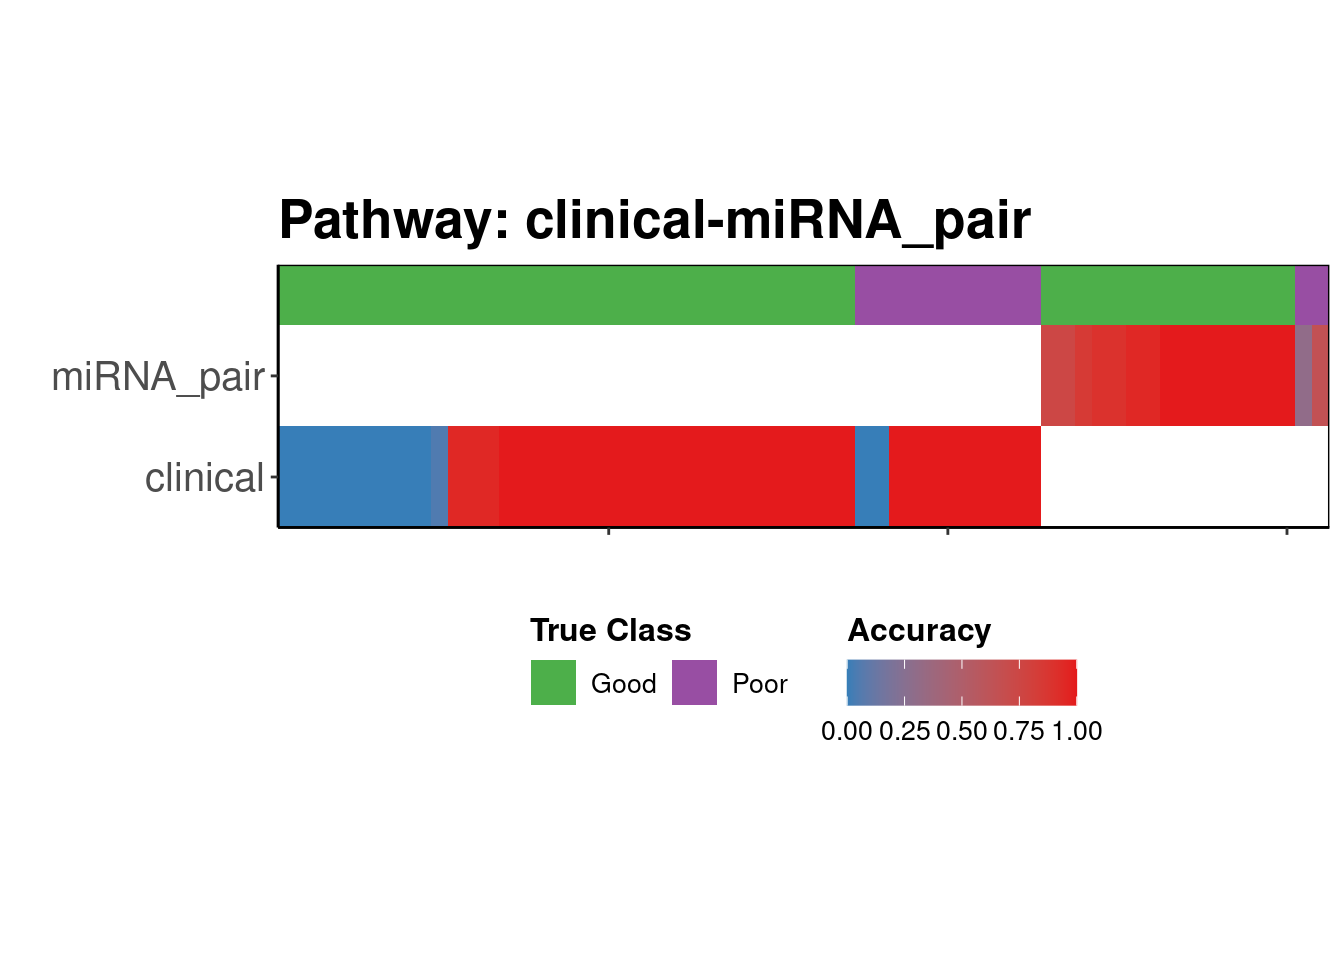 Pathway: clinical-miRNA_pair
miRNA_pair
clinical
True Class
Good
Poor
Accuracy
0.00 0.25 0.50 0.75 1.00